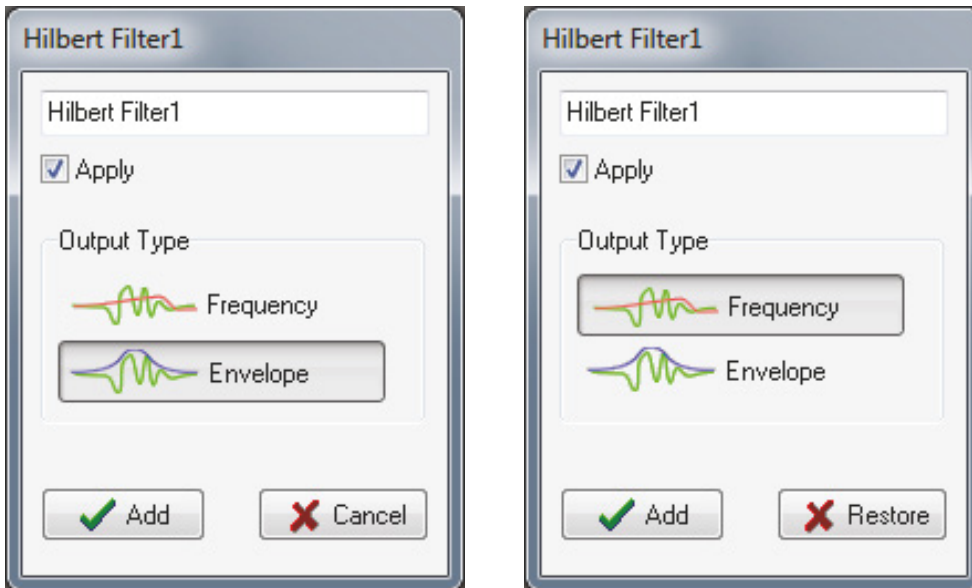 Hilbert Filter1
Hilbert Filter1
Apply
Output Type
Frequency
Envelope
Add
Cancel
Hilbert Filter1
Hilbert Filter1
Apply
Output Type
Frequency
Envelope
Add
Restore